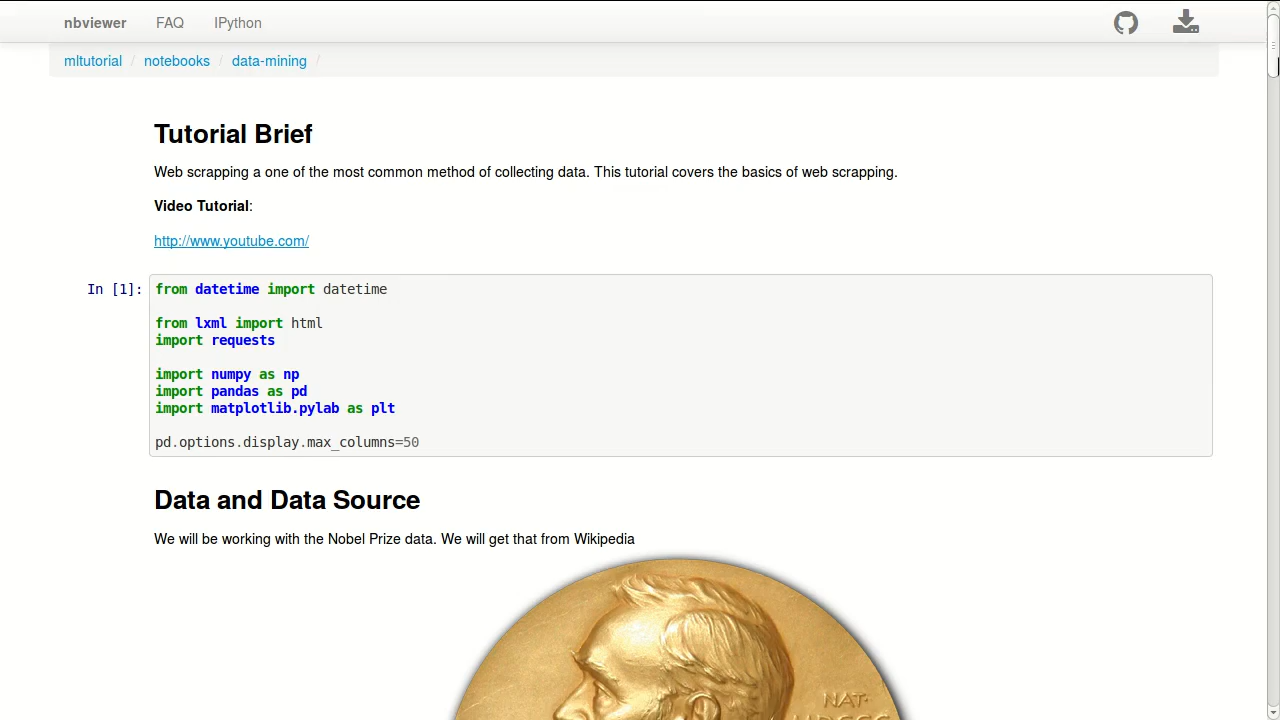 nbviewer FAQ IPython
mltutorial / notebooks / data-mining /
Tutorial Brief
Web scrapping a one of the most common method of collecting data. This tutorial covers the basics of web scrapping.
Video Tutorial:
http://www.youtube.com/
In [1]:
from datetime import datetime
from lxml import html
import requests
import numpy as np
import pandas as pd
import matplotlib.pylab as plt
pd.options.display.max_columns=50
Data and Data Source
We will be working with the Nobel Prize data. We will get that from Wikipedia
NAT·